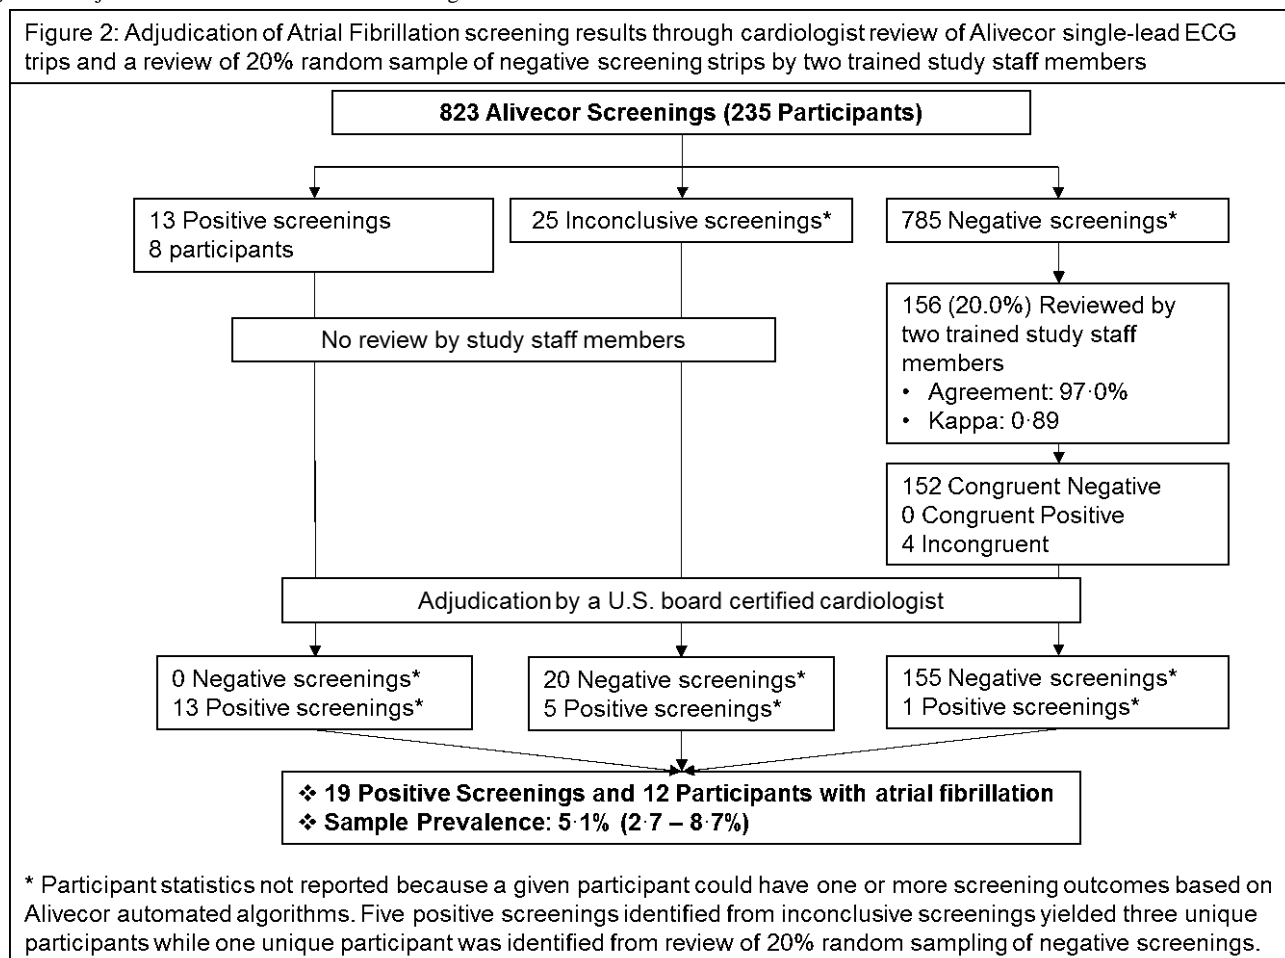 Figure 2: Adjudication of Atrial Fibrillation screening results through cardiologist review of Alivecor single-lead ECG
trips and a review of 20% random sample of negative screening strips by two trained study staff members
823 Alivecor Screenings (235 Participants)
13 Positive screenings
8 participants
25 Inconclusive screenings*
785 Negative screenings*
No review by study staff members
156 (20.0%) Reviewed by
two trained study staff
members
• Agreement: 97·0%
• Kappa: 0·89
152 Congruent Negative
0 Congruent Positive
4 Incongruent
Adjudication by a U.S. board certified cardiologist
0 Negative screenings*
13 Positive screenings*
20 Negative screenings*
5 Positive screenings*
155 Negative screenings*
1 Positive screenings*
❖ 19 Positive Screenings and 12 Participants with atrial fibrillation
❖ Sample Prevalence: 5·1% (2·7 – 8·7%)
* Participant statistics not reported because a given participant could have one or more screening outcomes based on
Alivecor automated algorithms. Five positive screenings identified from inconclusive screenings yielded three unique
participants while one unique participant was identified from review of 20% random sampling of negative screenings.